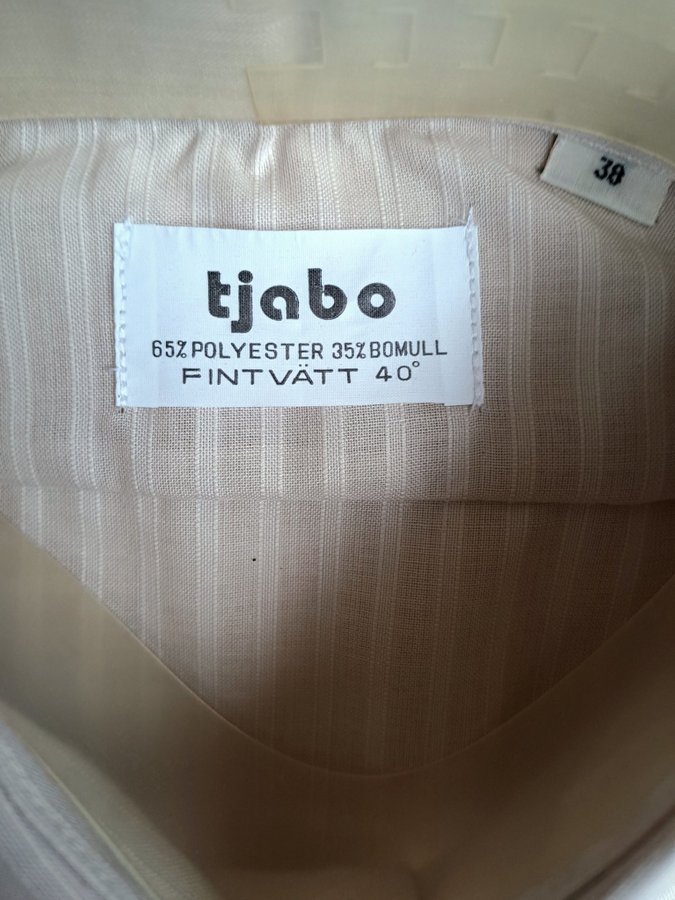 38
tjabo
65% POLYESTER 35% BOMULL
FINTVÄTT 40°